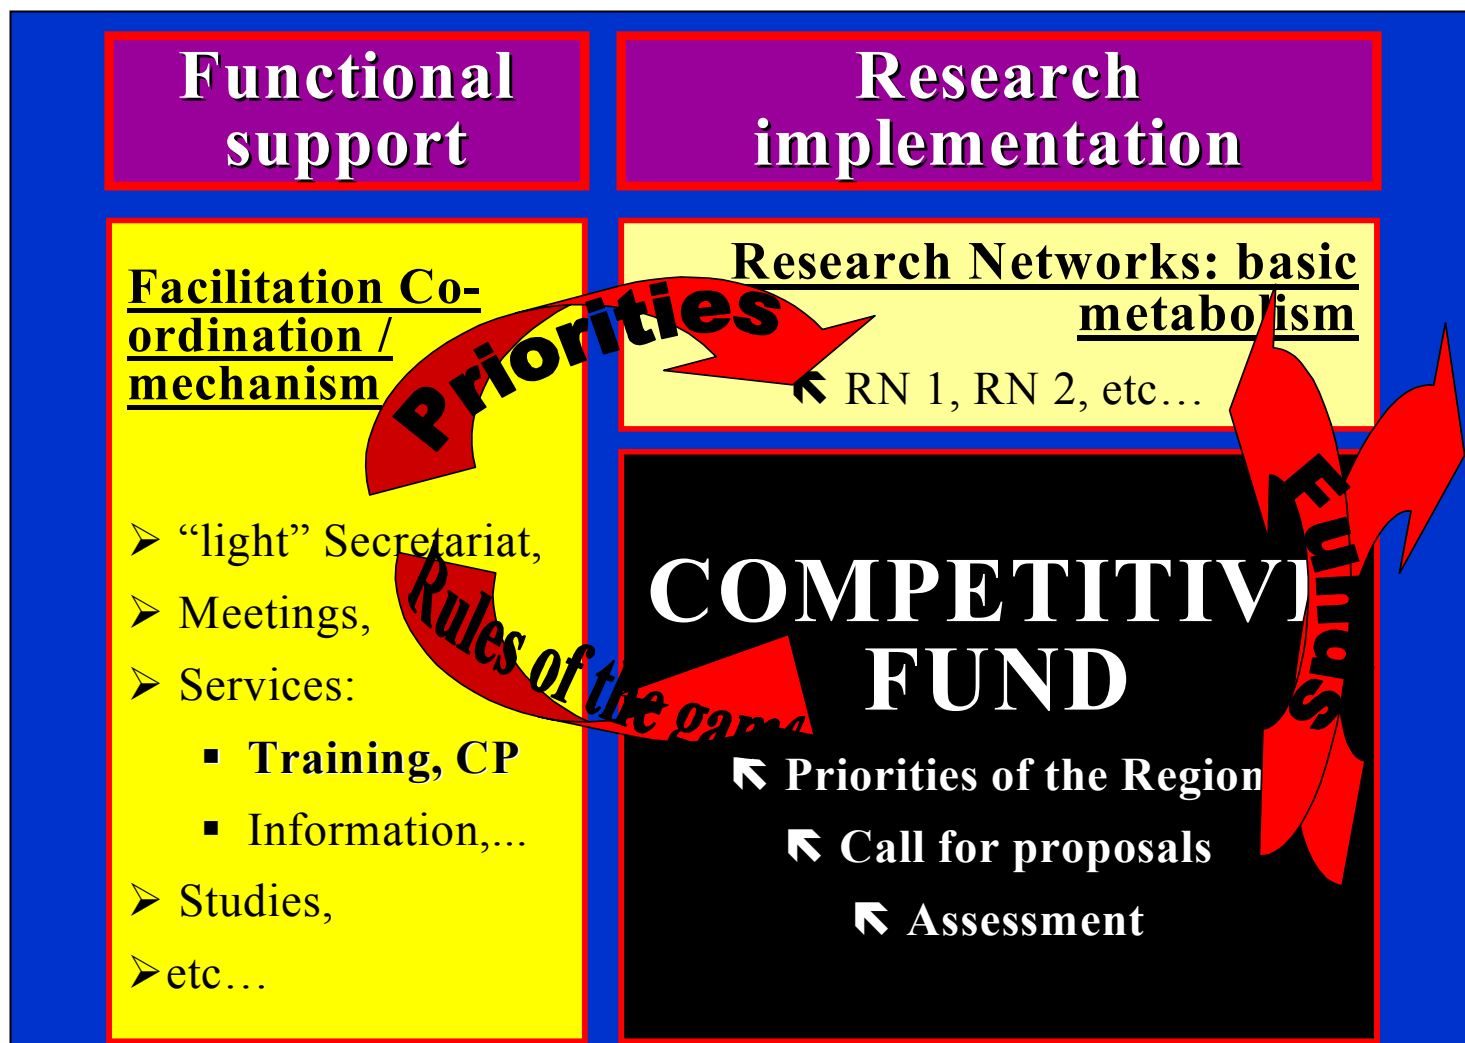 Functional
support
Research
implementation
Facilitation Co-
ordination /
mechanism
➢ “light” Secretariat,
➢ Meetings,
➢ Services:
▪ Training, CP
▪ Information,...
➢ Studies,
➢etc…
Priorities
Rules of the game
Research Networks: basic
metabolism
↖ RN 1, RN 2, etc…
COMPETITIVE
FUND
↖ Priorities of the Region
↖ Call for proposals
↖ Assessment
Funds